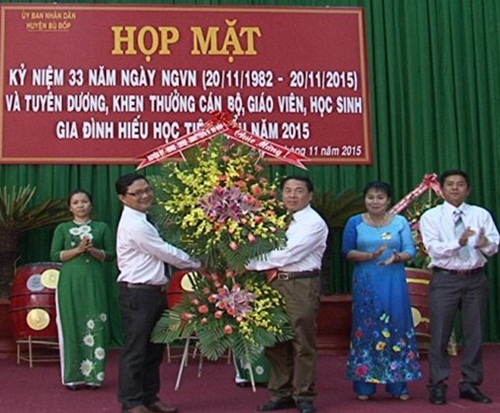 ỦY BAN NHÂN DÂN
HUYỆN BÙ ĐỐP
HỌP MẶT
KỶ NIỆM 33 NĂM NGÀY NGVN (20/11/1982 - 20/11/2015)
VÀ TUYÊN DƯƠNG, KHEN THƯỞNG CÁN BỘ, GIÁO VIÊN, HỌC SINH
GIA ĐÌNH HIẾU HỌC NĂM 2015
11 năm 2015
Chúc mừng